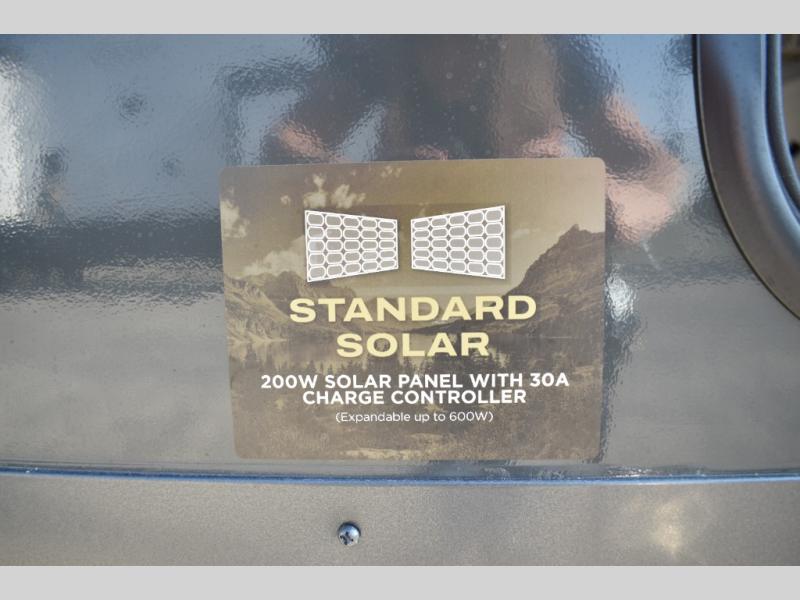 STANDARD
SOLAR
200W SOLAR PANEL WITH 30A
CHARGE CONTROLLER
(Expandable up to 600W)